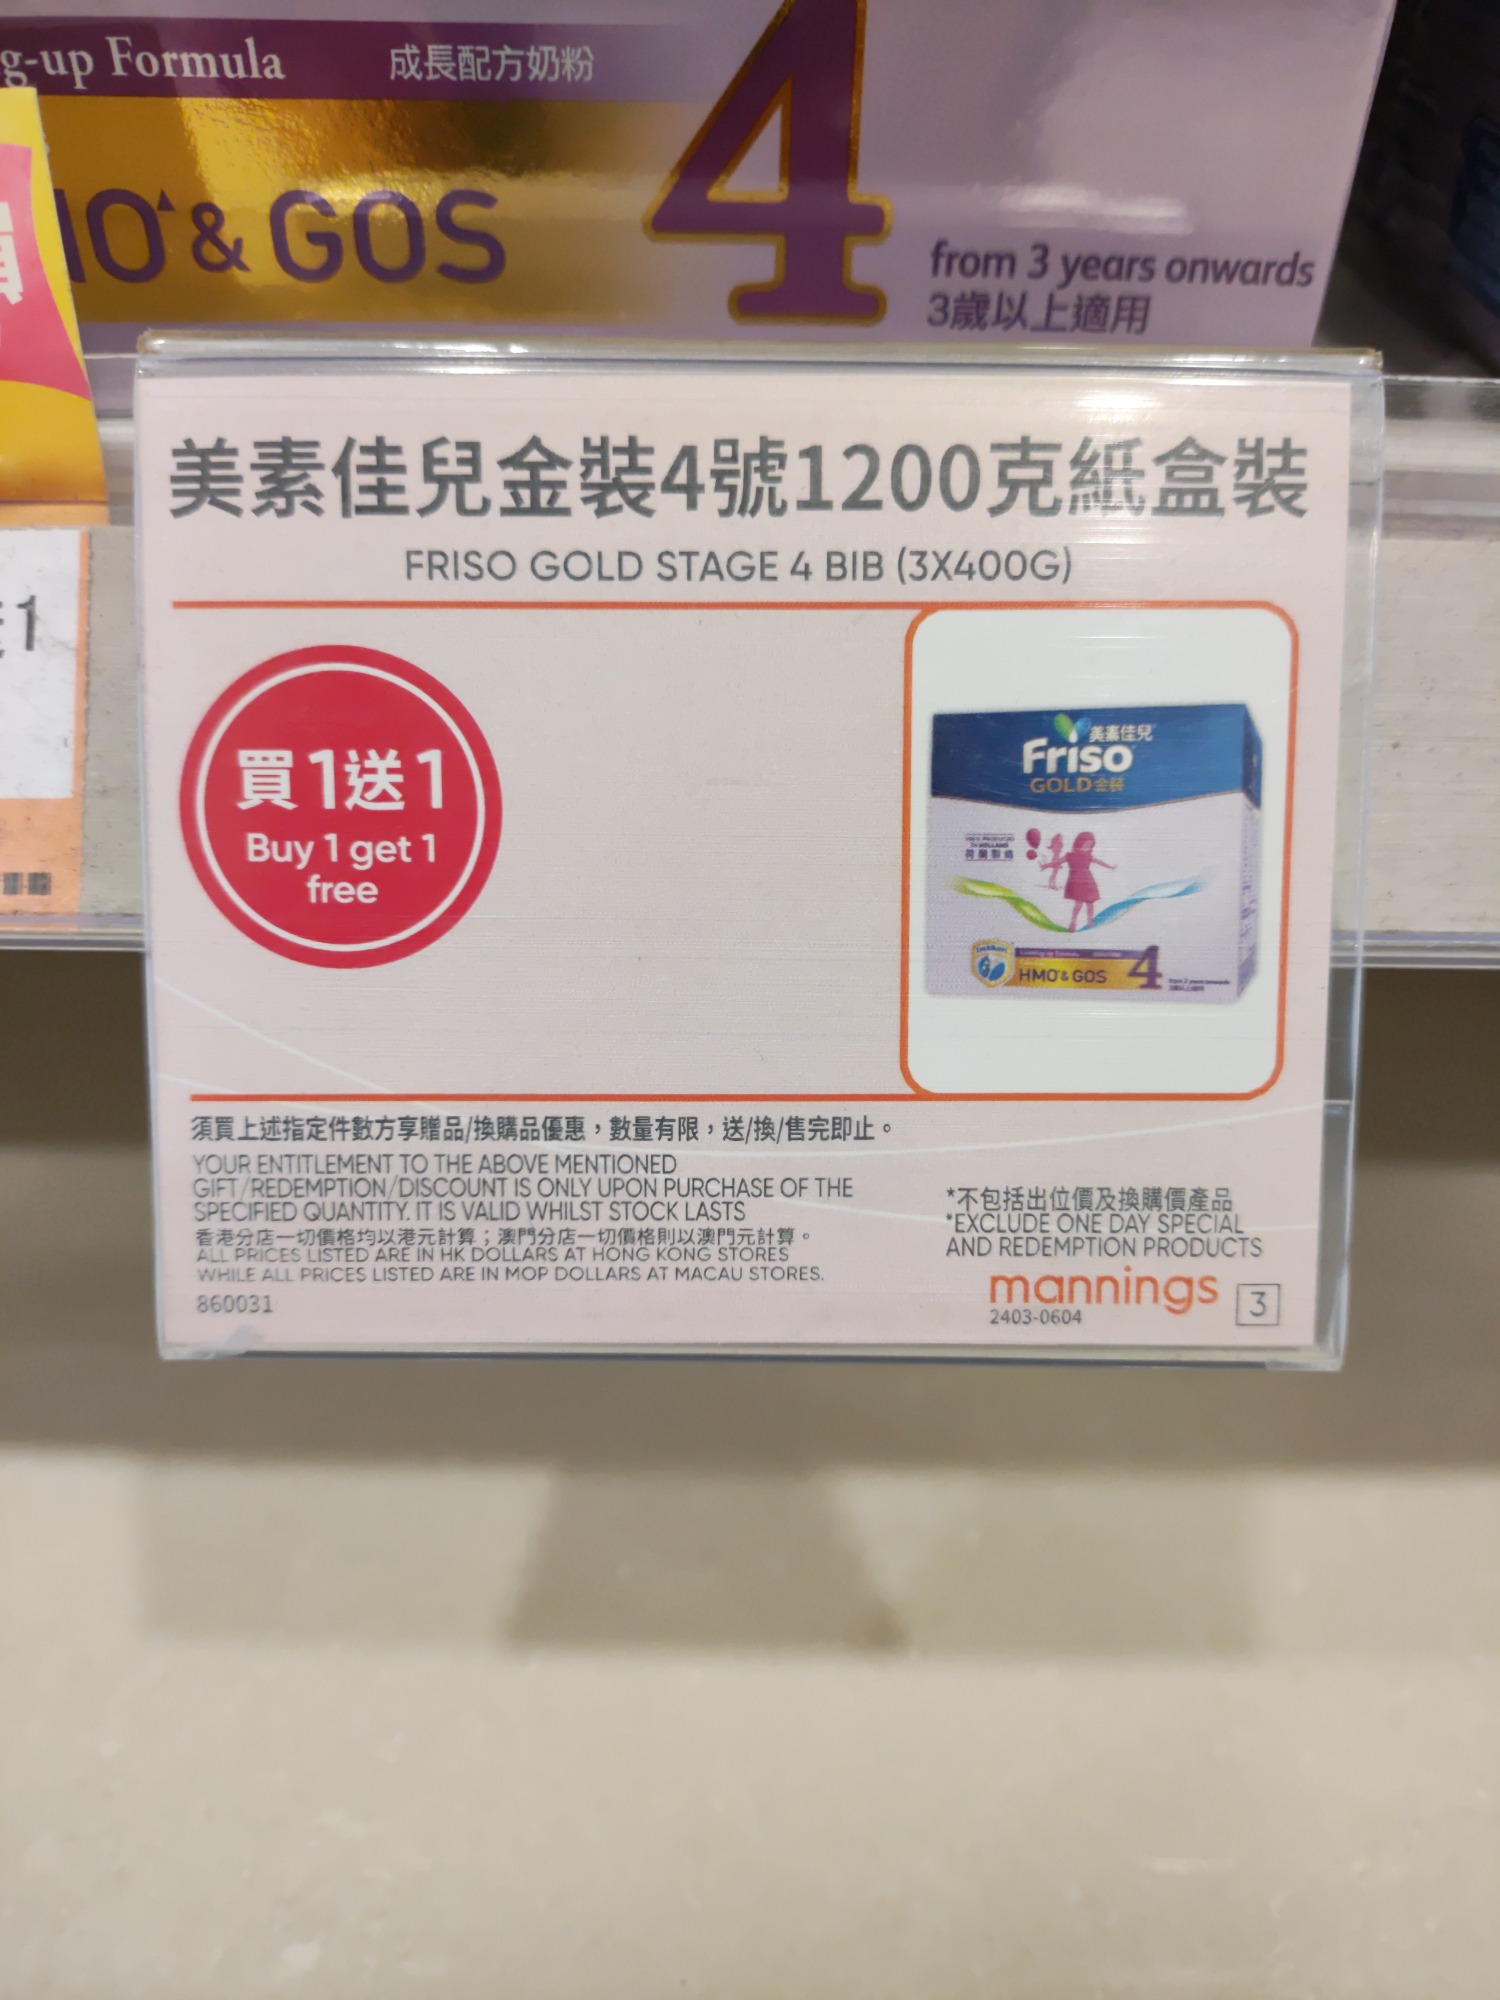 g-up Formula 成長配方奶粉
& GOS 4
from 3 years onwards
3歲以上適用
美素佳兒金裝4號1200克紙盒裝
FRISO GOLD STAGE 4 BIB (3X400G)
買1送1
Buy 1 get 1
free
美素佳兒
Friso
GOLD 金裝
荷蘭製造
HMO & GOS 4
須買上述指定件數方享贈品/換購品優惠，數量有限，送/換/售完即止。
YOUR ENTITLEMENT TO THE ABOVE MENTIONED
GIFT/REDEMPTION/DISCOUNT IS ONLY UPON PURCHASE OF THE
SPECIFIED QUANTITY. IT IS VALID WHILST STOCK LASTS
香港分店一切價格均以港元計算；澳門分店一切價格則以澳門元計算。
ALL PRICES LISTED ARE IN HK DOLLARS AT HONG KONG STORES
WHILE ALL PRICES LISTED ARE IN MOP DOLLARS AT MACAU STORES.
860031
*不包括出位價及換購價產品
*EXCLUDE ONE DAY SPECIAL
AND REDEMPTION PRODUCTS
mannings
2403-0604
3